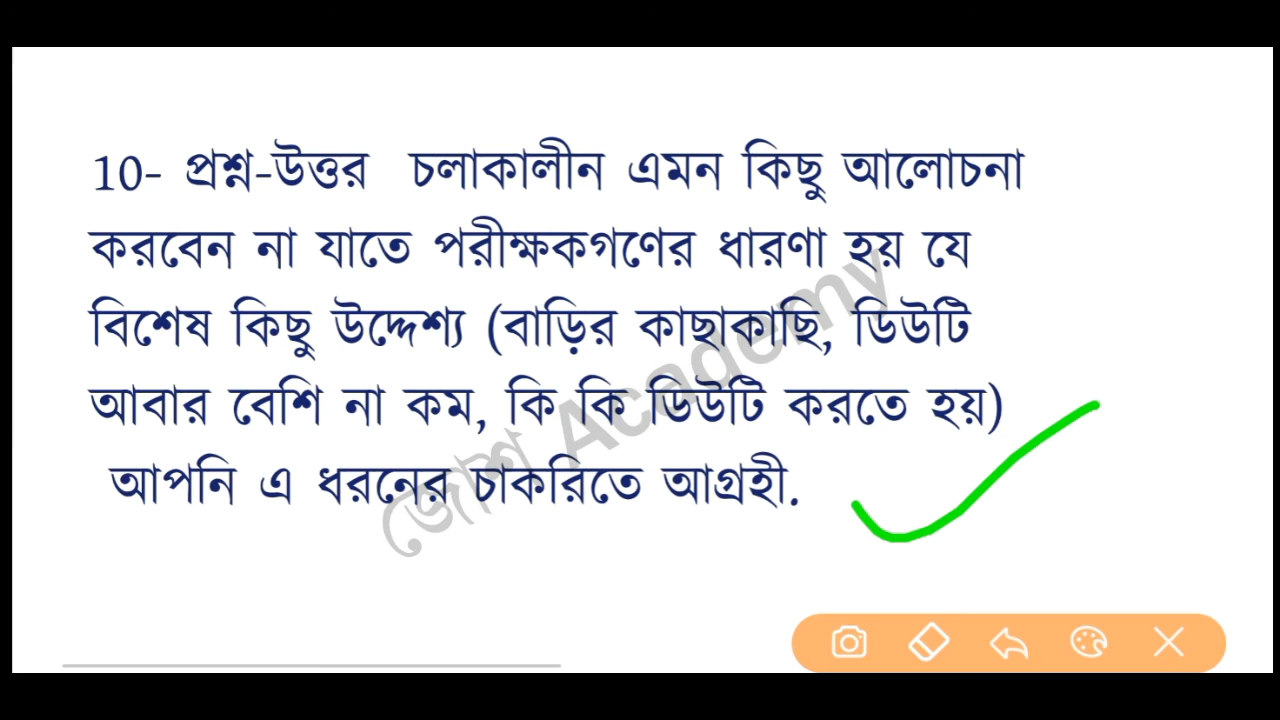 10- প্রশ্ন-উত্তর চলাকালীন এমন কিছু আলোচনা
করবেন না যাতে পরীক্ষকগণের ধারণা হয় যে
বিশেষ কিছু উদ্দেশ্য (বাড়ির কাছাকাছি, ডিউটি
আবার বেশি না কম, কি কি ডিউটি করতে হয়)
আপনি এ ধরনের চাকরিতে আগ্রহী.
জোশ Academy